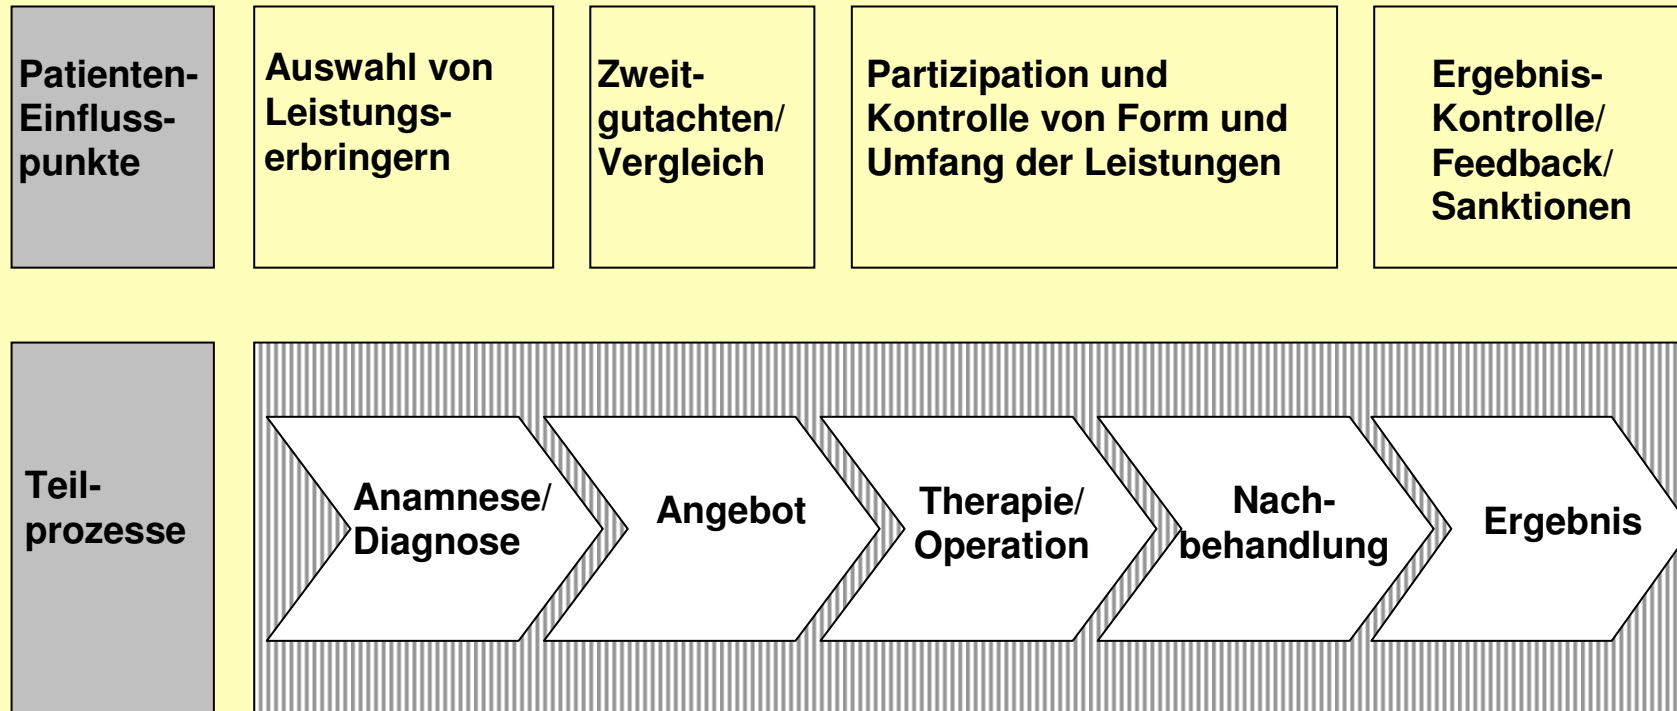 Patienten-
Einfluss-
punkte
Auswahl von
Leistungs-
erbringern
Zweit-
gutachten/
Vergleich
Partizipation und
Kontrolle von Form und
Umfang der Leistungen
Ergebnis-
Kontrolle/
Feedback/
Sanktionen
Teil-
prozesse
Anamnese/
Diagnose
Angebot
Therapie/
Operation
Nach-
behandlung
Ergebnis